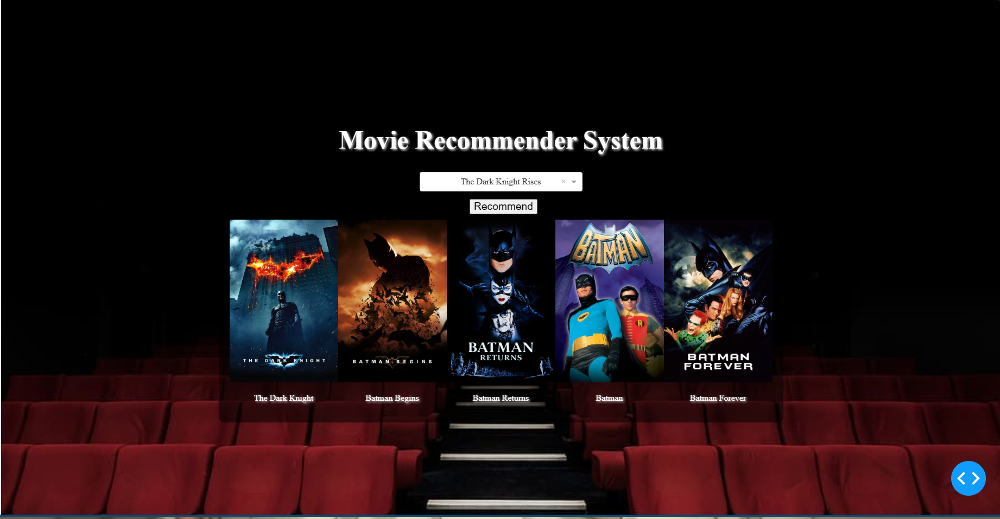 Movie Recommender System
The Dark Knight Rises ×
Recommend
THE DARK KNIGHT
BATMAN BEGINS
BATMAN
RETURNS
BATMAN
R
BATMAN
FOREVER
The Dark Knight
Batman Begins
Batman Returns
Batman
Batman Forever